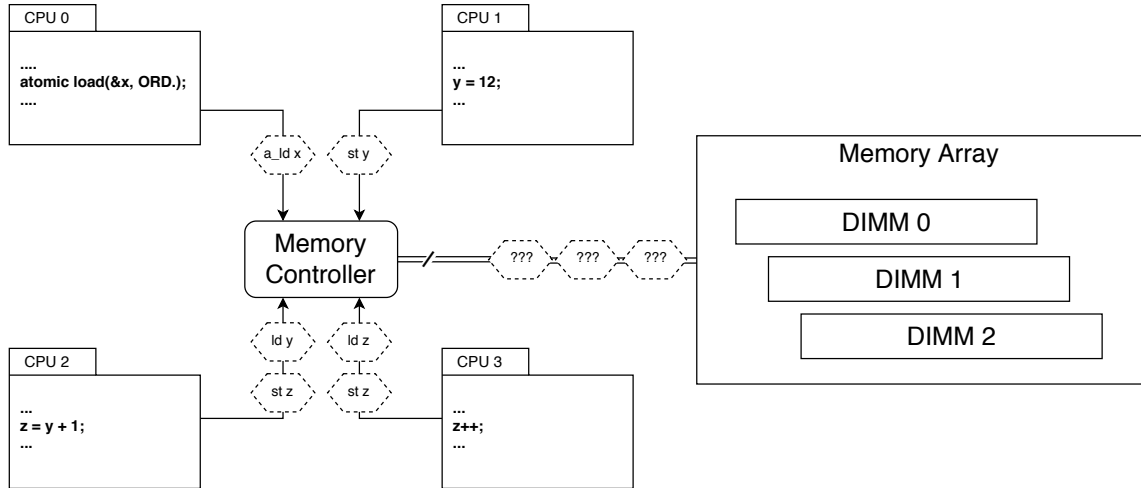 CPU 0
....
atomic load(&x, ORD.);
....
CPU 1
...
y = 12;
...
a_ld x
st y
Memory
Controller
???
???
???
Memory Array
DIMM 0
DIMM 1
DIMM 2
ld y
ld z
st z
st z
CPU 2
...
z = y + 1;
...
CPU 3
...
z++;
...